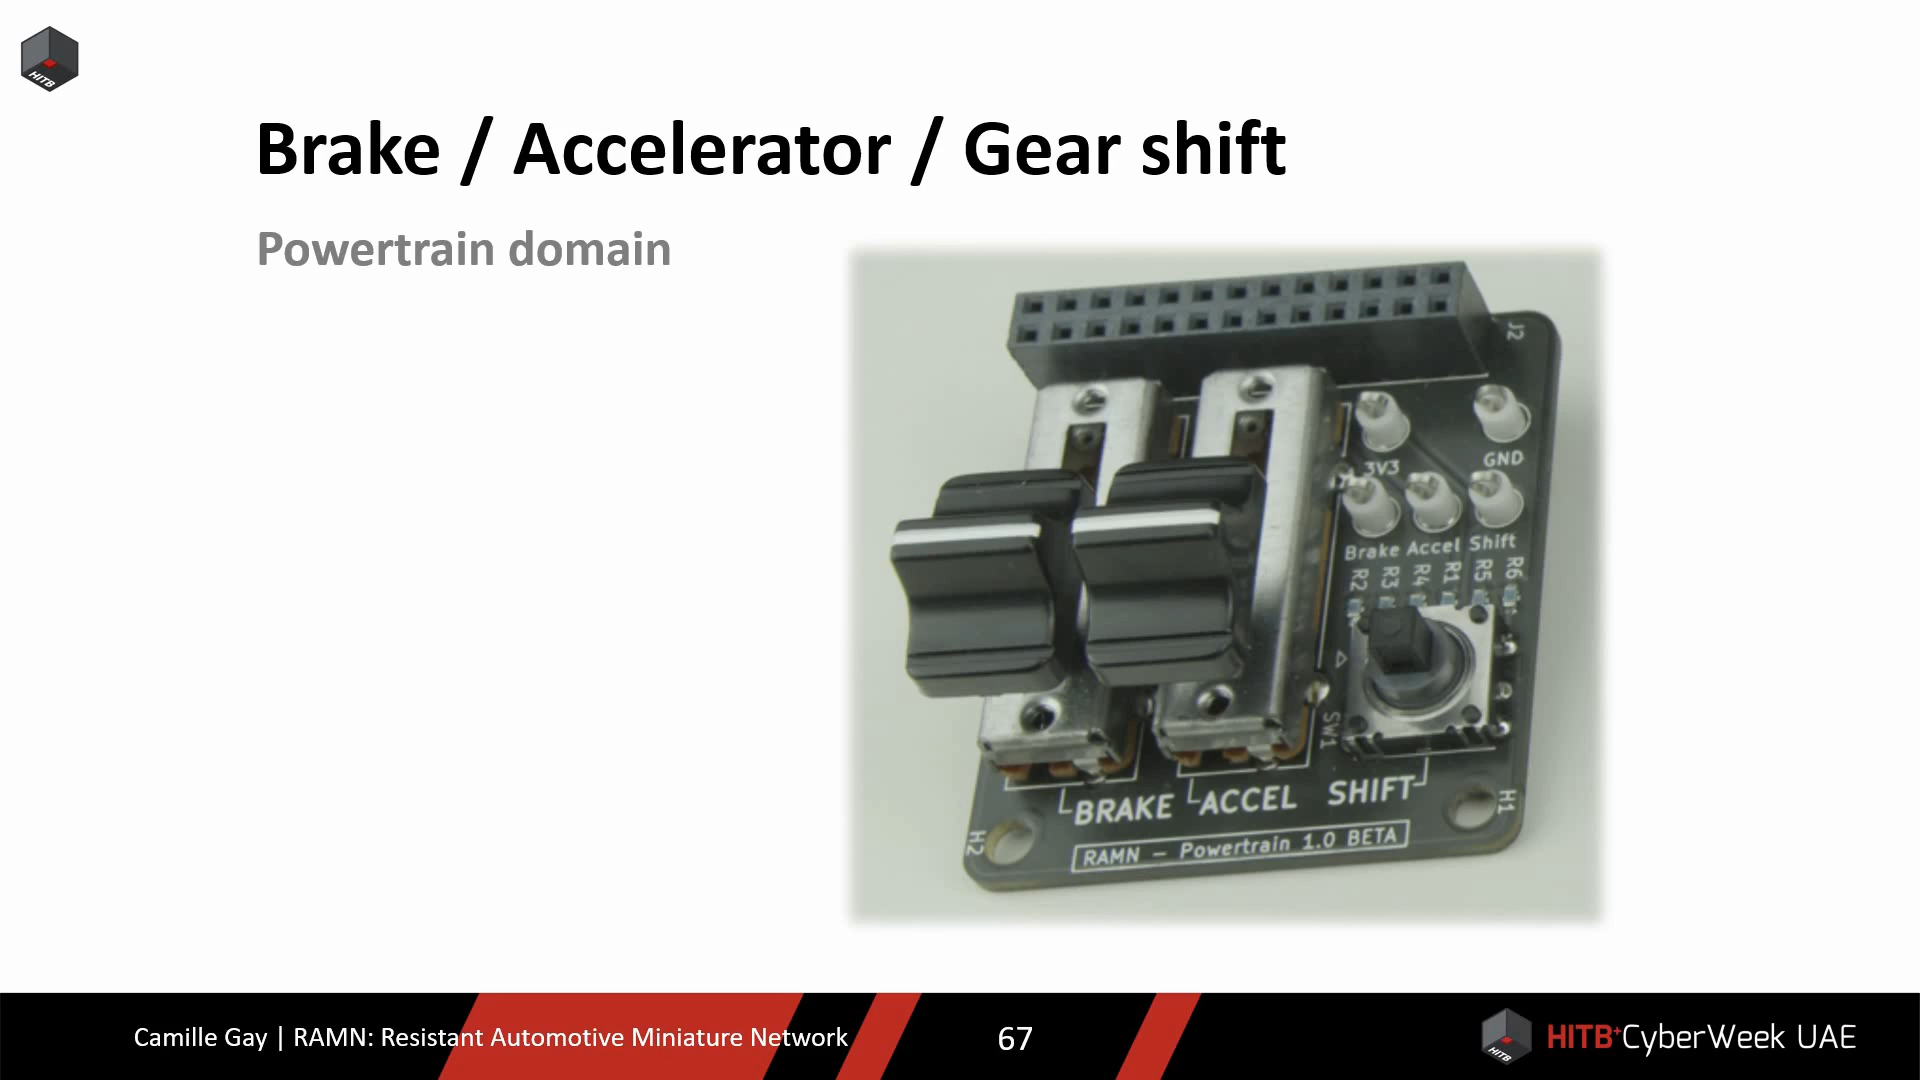 HITB
Brake / Accelerator / Gear shift
Powertrain domain
J2
3V3
GND
Brake Accel Shift
R2 R3 R4 R1 R5 R6
SW1
BRAKE ACCEL SHIFT
H1
H2
RAMN - Powertrain 1.0 BETA
Camille Gay | RAMN: Resistant Automotive Miniature Network
67
HITB
HITB+CyberWeek UAE